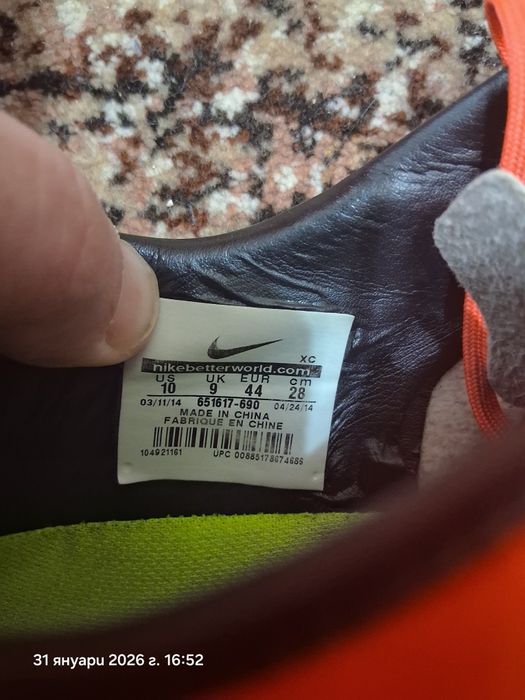 XC
nikebetterworld.com
US UK EUR cm
10 9 44 28
03/11/14 651617-690 04/24/14
MADE IN CHINA
FABRIQUE EN CHINE
104921161 UPC 00885178674686
31 януари 2026 г. 16:52